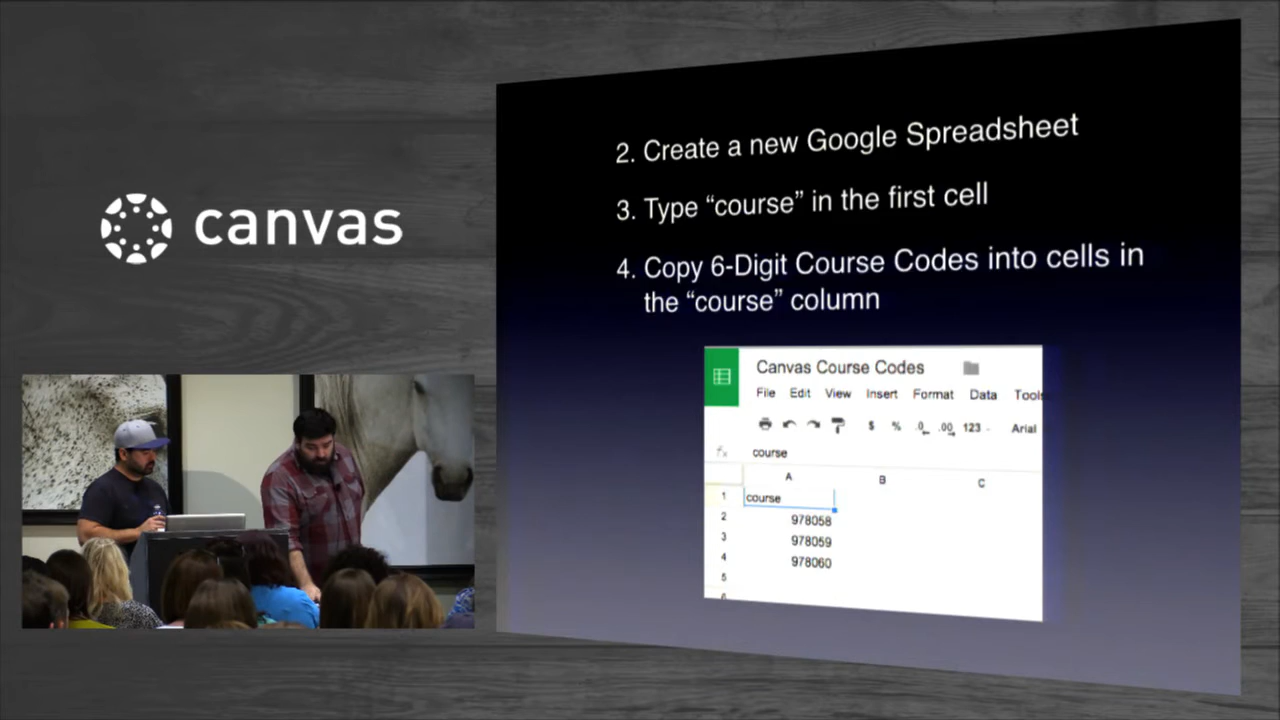 canvas
2. Create a new Google Spreadsheet
3. Type “course” in the first cell
4. Copy 6-Digit Course Codes into cells in
the “course” column
Canvas Course Codes
File Edit View Insert Format Data Tools
$ % .0 .00 123 Arial
fx course
A B C
1 course
2 978058
3 978059
4 978060
5
6